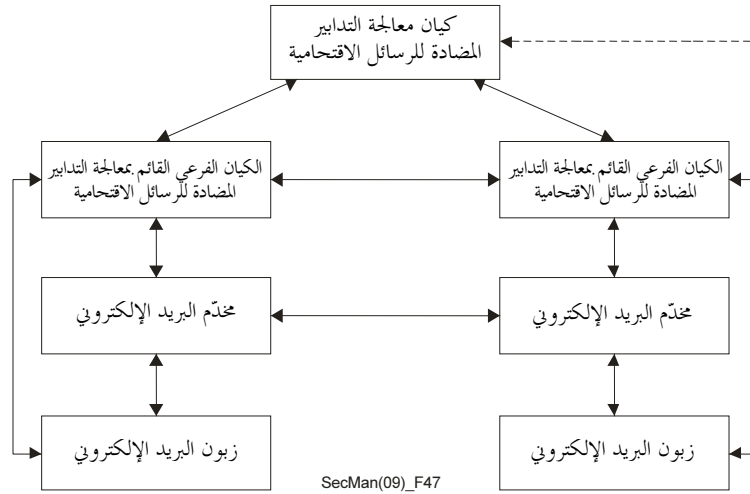 كيان معالجة التدابير
المضادة للرسائل الاقتحامية
الكيان الفرعي القائم بمعالجة التدابير
المضادة للرسائل الاقتحامية
الكيان الفرعي القائم بمعالجة التدابير
المضادة للرسائل الاقتحامية
مخدّم البريد الإلكتروني
مخدّم البريد الإلكتروني
زبون البريد الإلكتروني
زبون البريد الإلكتروني
SecMan(09)_F47